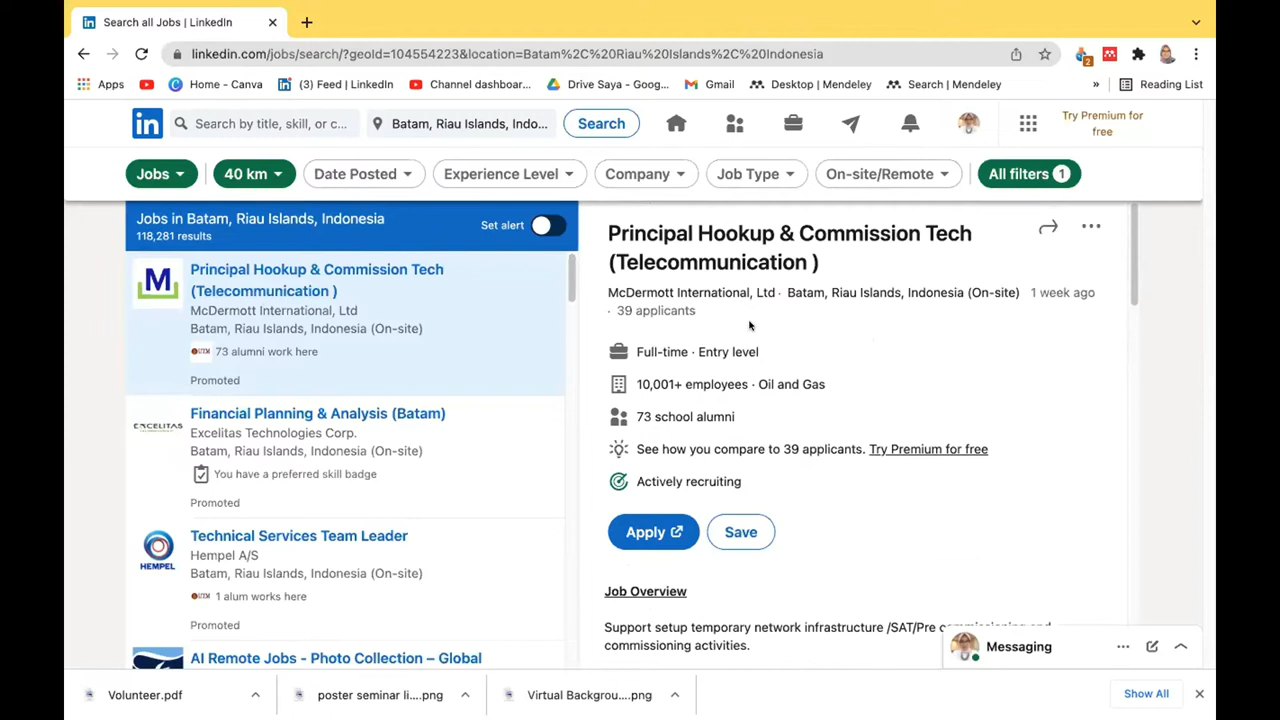 Search all Jobs | LinkedIn
linkedin.com/jobs/search/?geoId=104554223&location=Batam%2C%20Riau%20Islands%2C%20Indonesia
2
Apps
Home - Canva
(3) Feed | LinkedIn
Channel dashboar...
Drive Saya - Goog...
Gmail
Desktop | Mendeley
Search | Mendeley
»
Reading List
in
Search by title, skill, or c...
Batam, Riau Islands, Indo...
Search
Try Premium for
free
Jobs
40 km
Date Posted
Experience Level
Company
Job Type
On-site/Remote
All filters 1
Jobs in Batam, Riau Islands, Indonesia
118,281 results
Set alert
M
Principal Hookup & Commission Tech
(Telecommunication )
McDermott International, Ltd
Batam, Riau Islands, Indonesia (On-site)
UTM 73 alumni work here
Promoted
EXCELITAS
Financial Planning & Analysis (Batam)
Excelitas Technologies Corp.
Batam, Riau Islands, Indonesia (On-site)
You have a preferred skill badge
Promoted
HEMPEL
Technical Services Team Leader
Hempel A/S
Batam, Riau Islands, Indonesia (On-site)
UTM 1 alum works here
Promoted
AI Remote Jobs - Photo Collection – Global
Principal Hookup & Commission Tech
(Telecommunication )
McDermott International, Ltd · Batam, Riau Islands, Indonesia (On-site) 1 week ago
· 39 applicants
Full-time · Entry level
10,001+ employees · Oil and Gas
73 school alumni
See how you compare to 39 applicants. Try Premium for free
Actively recruiting
Apply
Save
Job Overview
Support setup temporary network infrastructure /SAT/Pre commissioning and
commissioning activities.
Messaging
Volunteer.pdf
poster seminar li....png
Virtual Backgrou....png
Show All